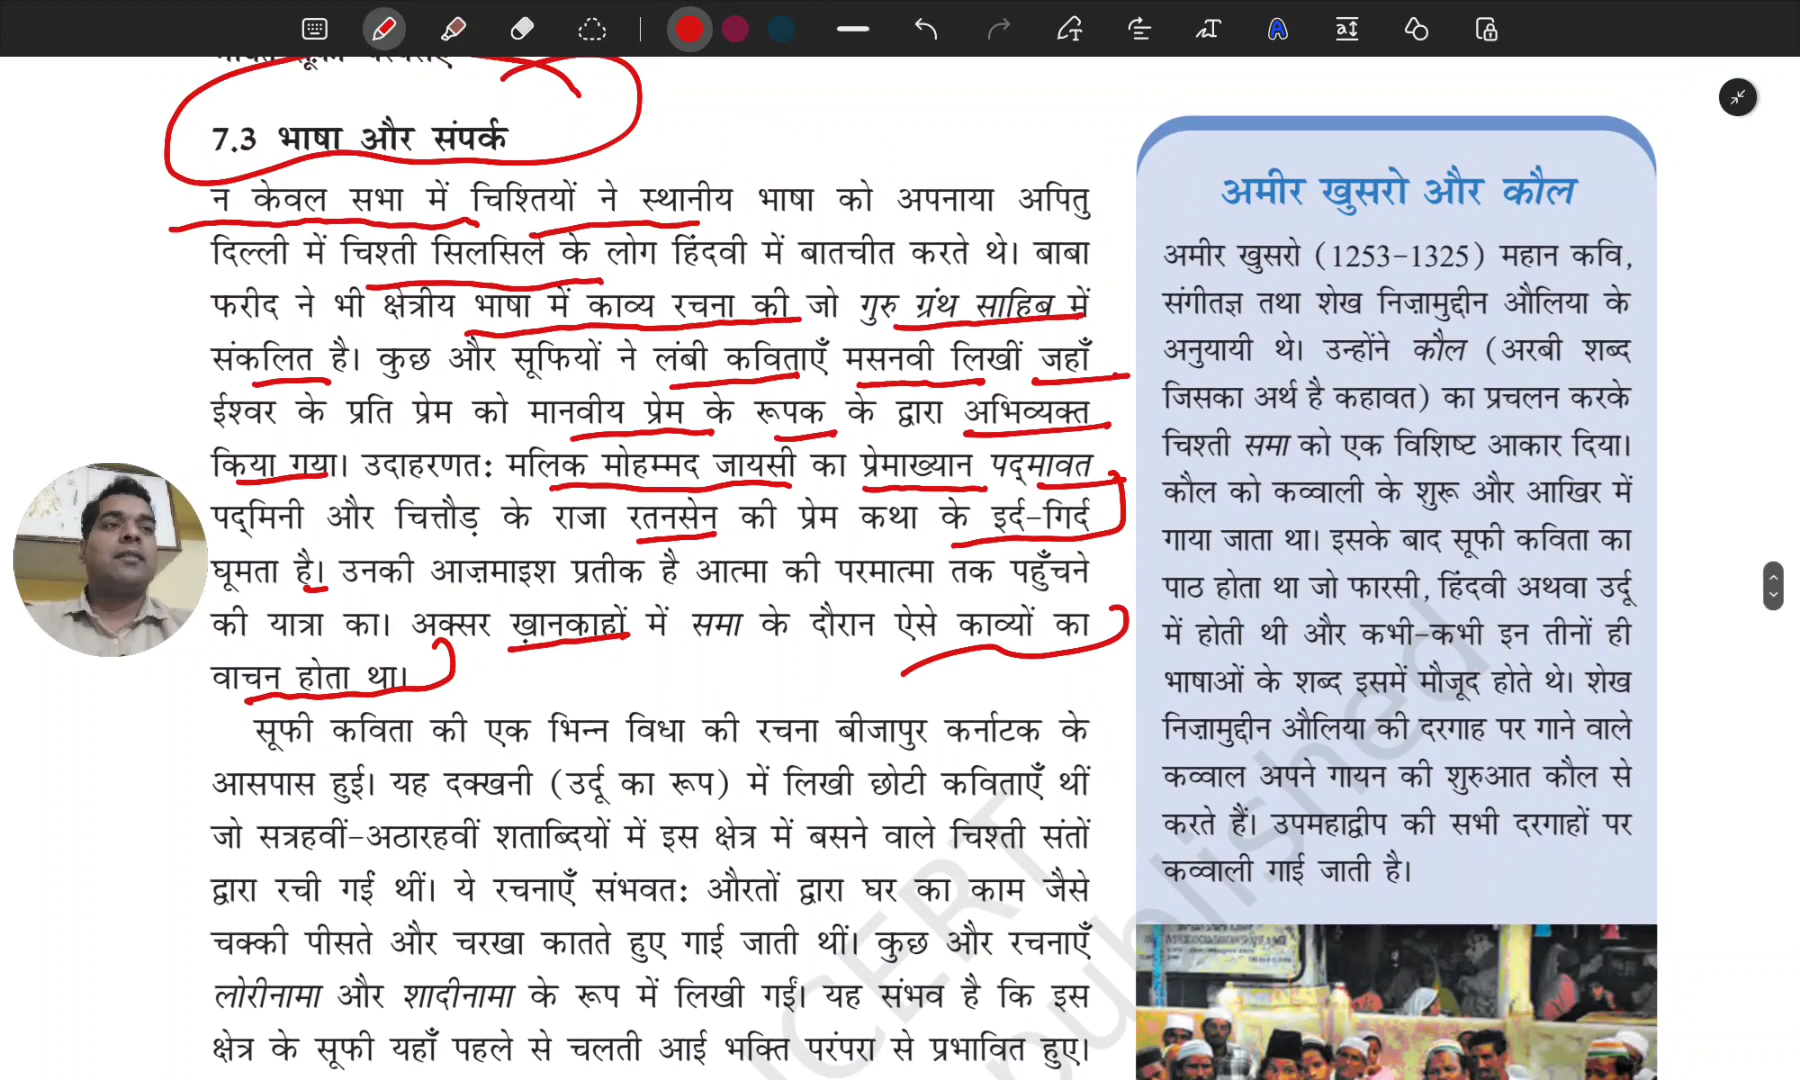 7.3 भाषा और संपर्क
न केवल सभा में चिश्तियों ने स्थानीय भाषा को अपनाया अपितु
दिल्ली में चिश्ती सिलसिले के लोग हिंदवी में बातचीत करते थे। बाबा
फरीद ने भी क्षेत्रीय भाषा में काव्य रचना की जो गुरु ग्रंथ साहिब में
संकलित है। कुछ और सूफियों ने लंबी कविताएँ मसनवी लिखीं जहाँ
ईश्वर के प्रति प्रेम को मानवीय प्रेम के रूपक के द्वारा अभिव्यक्त
किया गया। उदाहरणत: मलिक मोहम्मद जायसी का प्रेमाख्यान पद्मावत
पद्मिनी और चित्तौड़ के राजा रतनसेन की प्रेम कथा के इर्द-गिर्द
घूमता है। उनकी आज़माइश प्रतीक है आत्मा की परमात्मा तक पहुँचने
की यात्रा का। अक्सर ख़ानकाहों में समा के दौरान ऐसे काव्यों का
वाचन होता था।
सूफी कविता की एक भिन्न विधा की रचना बीजापुर कर्नाटक के
आसपास हुई। यह दक्खनी (उर्दू का रूप) में लिखी छोटी कविताएँ थीं
जो सत्रहवीं-अठारहवीं शताब्दियों में इस क्षेत्र में बसने वाले चिश्ती संतों
द्वारा रची गईं थीं। ये रचनाएँ संभवत: औरतों द्वारा घर का काम जैसे
चक्की पीसते और चरखा कातते हुए गाई जाती थीं। कुछ और रचनाएँ
लोरीनामा और शादीनामा के रूप में लिखी गईं। यह संभव है कि इस
क्षेत्र के सूफी यहाँ पहले से चलती आई भक्ति परंपरा से प्रभावित हुए।
अमीर खुसरो और कौल
अमीर खुसरो (1253-1325) महान कवि,
संगीतज्ञ तथा शेख निज़ामुद्दीन औलिया के
अनुयायी थे। उन्होंने कौल (अरबी शब्द
जिसका अर्थ है कहावत) का प्रचलन करके
चिश्ती समा को एक विशिष्ट आकार दिया।
कौल को कव्वाली के शुरू और आखिर में
गाया जाता था। इसके बाद सूफी कविता का
पाठ होता था जो फारसी, हिंदवी अथवा उर्दू
में होती थी और कभी-कभी इन तीनों ही
भाषाओं के शब्द इसमें मौजूद होते थे। शेख
निज़ामुद्दीन औलिया की दरगाह पर गाने वाले
कव्वाल अपने गायन की शुरुआत कौल से
करते हैं। उपमहाद्वीप की सभी दरगाहों पर
कव्वाली गाई जाती है।
NCERT
published